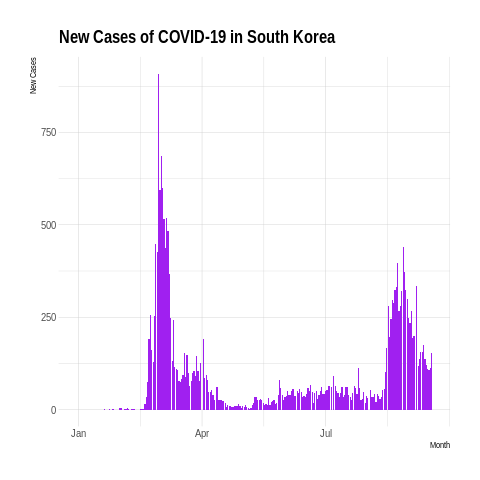 New Cases of COVID-19 in South Korea
New Cases
750
500
250
0
Jan Apr Jul
Month